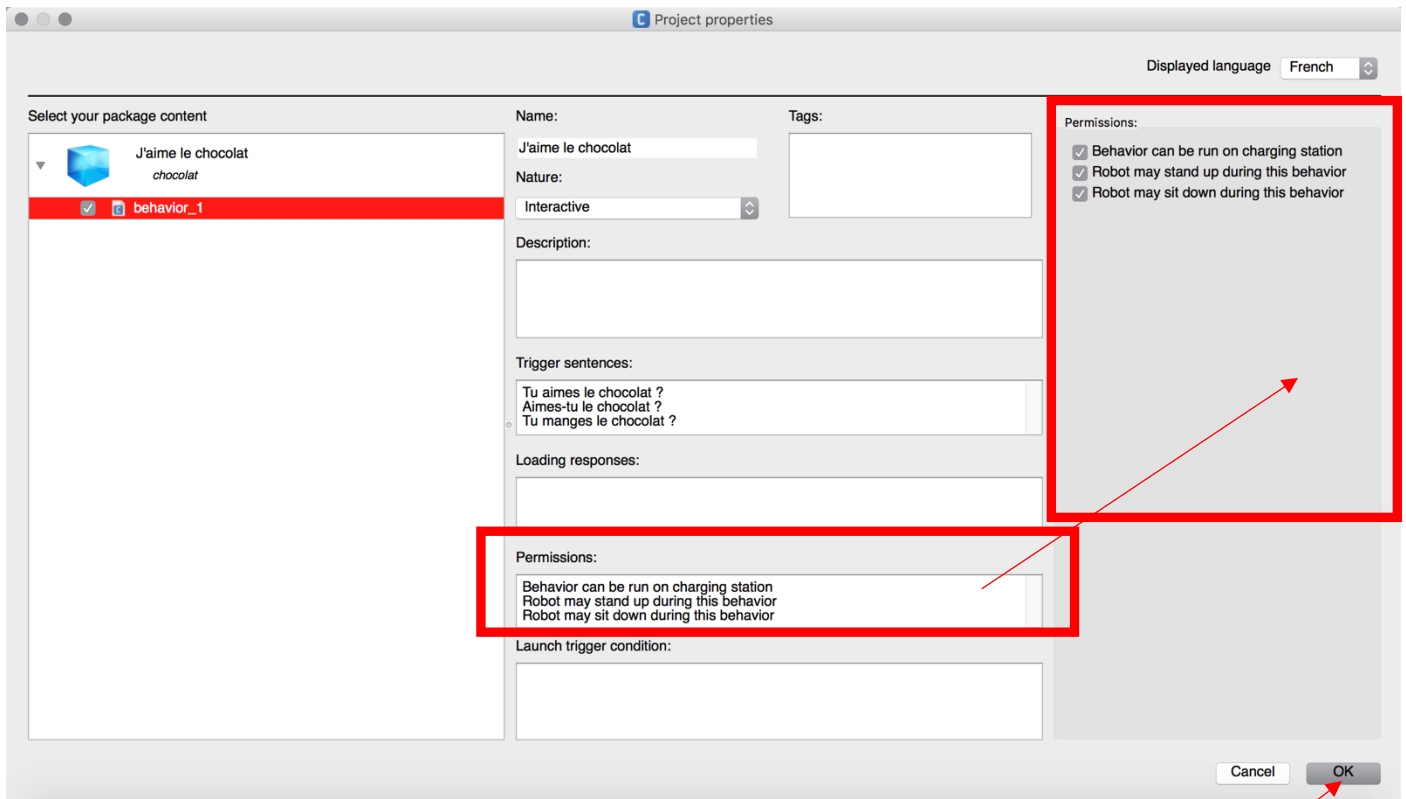 Project properties
Displayed language French
Select your package content
J'aime le chocolat
chocolat
behavior_1
Name:
J'aime le chocolat
Nature:
Interactive
Description:
Trigger sentences:
Tu aimes le chocolat ?
Aimes-tu le chocolat ?
Tu manges le chocolat ?
Loading responses:
Permissions:
Behavior can be run on charging station
Robot may stand up during this behavior
Robot may sit down during this behavior
Launch trigger condition:
Tags:
Permissions:
Behavior can be run on charging station
Robot may stand up during this behavior
Robot may sit down during this behavior
Cancel
OK